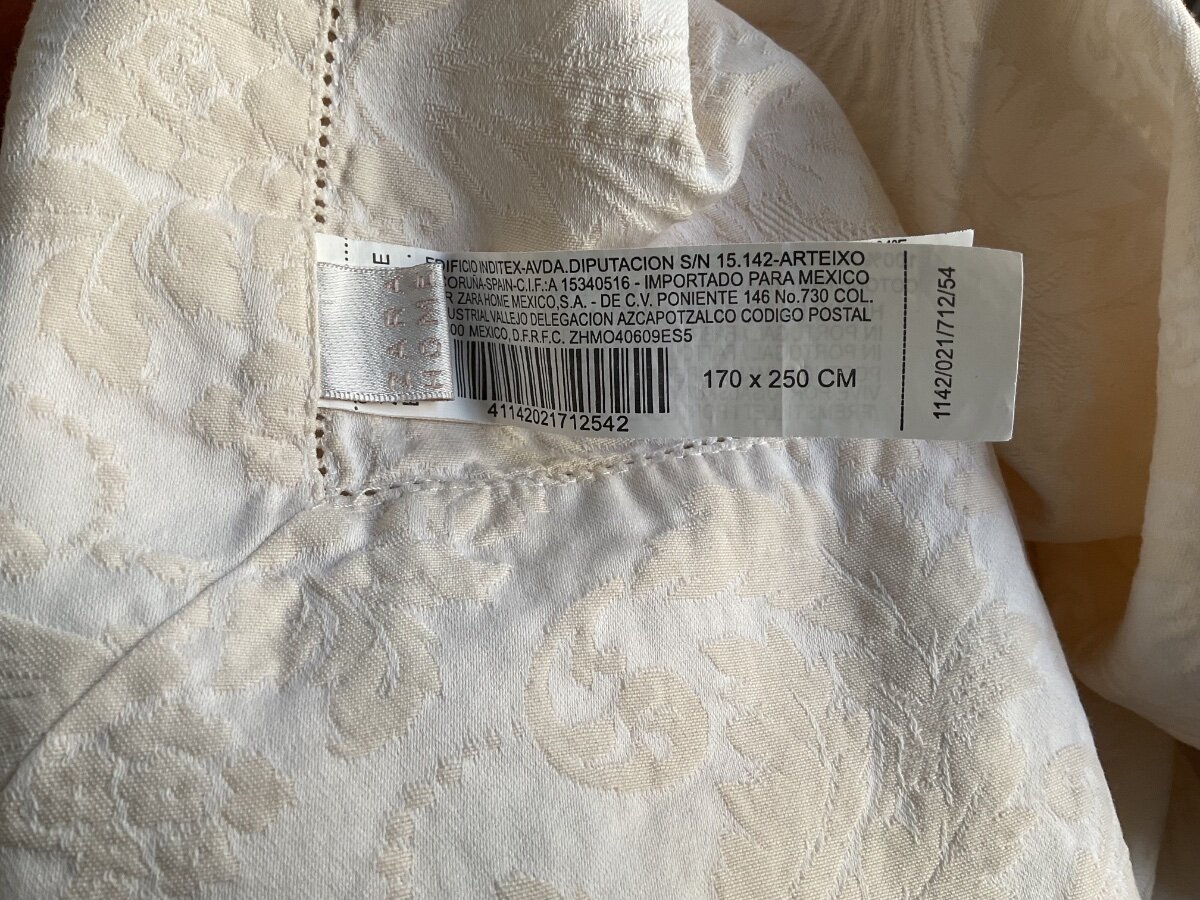 EDIFICIO INDITEX-AVDA.DIPUTACION S/N 15.142-ARTEIXO
CORUÑA-SPAIN-C.I.F.:A 15340516 - IMPORTADO PARA MEXICO
R ZARA HOME MEXICO,S.A. - DE C.V. PONIENTE 146 No.730 COL.
USTRIAL VALLEJO DELEGACION AZCAPOTZALCO CODIGO POSTAL
00 MEXICO, D.F.R.F.C. ZHMO40609ES5
41142021712542
170 x 250 CM
1142/021/712/54
ZARA
HOME